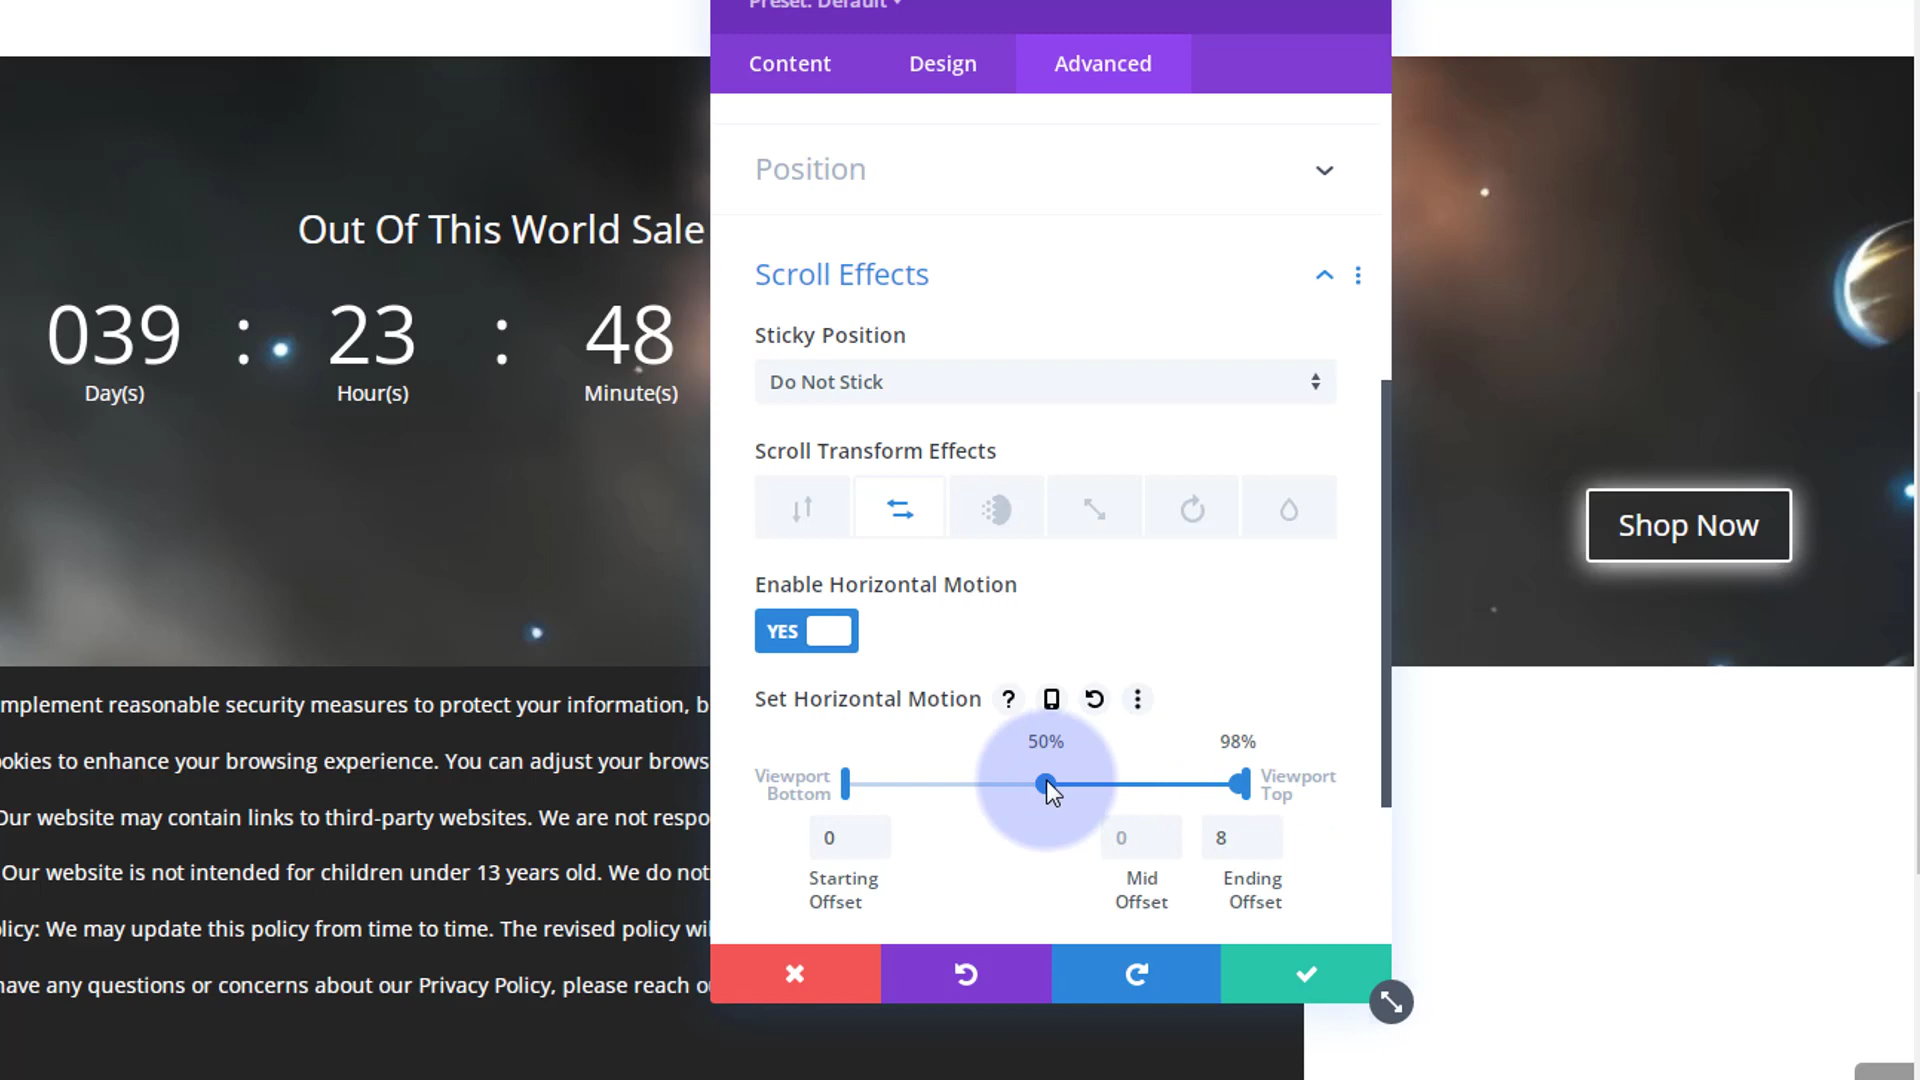 Preset: Default
Content Design Advanced
Position
Out Of This World Sale
Scroll Effects
039 : 23 : 48
Day(s) Hour(s) Minute(s)
Sticky Position
Do Not Stick
Scroll Transform Effects
Shop Now
Enable Horizontal Motion
YES
Set Horizontal Motion ?
50% 98%
Viewport Bottom
Viewport Top
0 0 8
Starting Offset
Mid Offset
Ending Offset
mplement reasonable security measures to protect your information, b
ookies to enhance your browsing experience. You can adjust your brows
Our website may contain links to third-party websites. We are not respo
Our website is not intended for children under 13 years old. We do not
licy: We may update this policy from time to time. The revised policy wil
have any questions or concerns about our Privacy Policy, please reach o